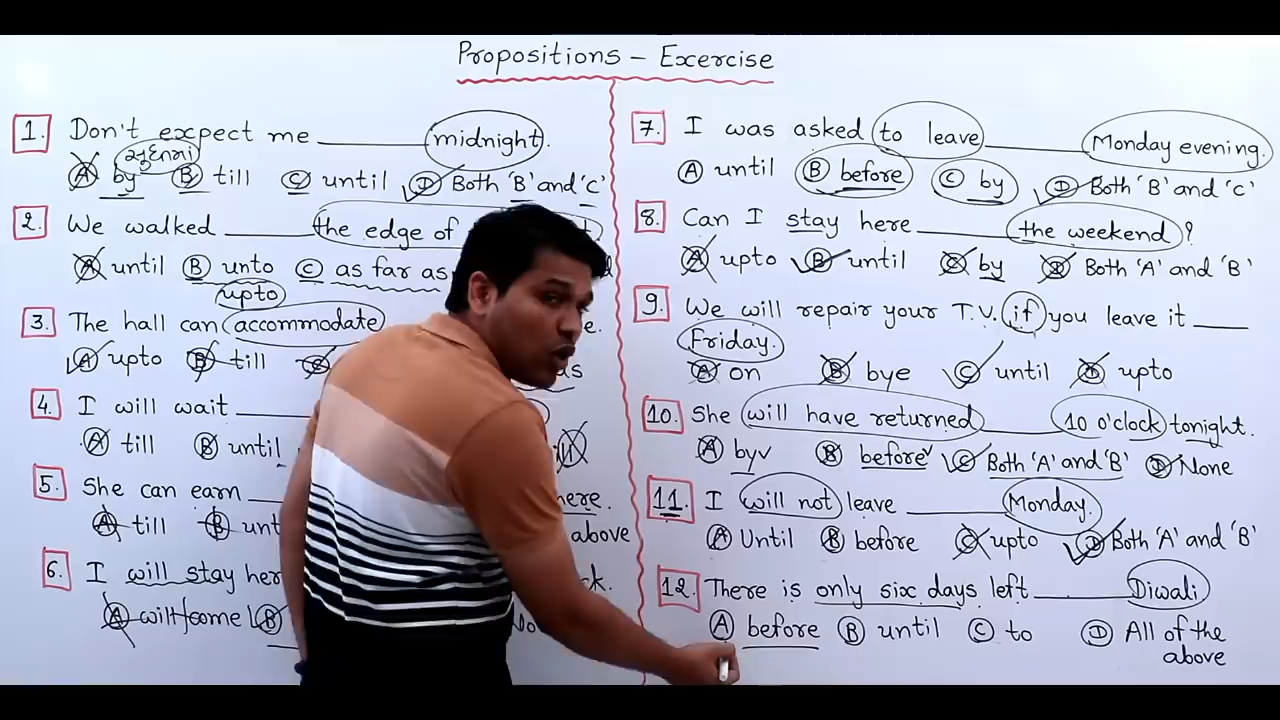 Propositions - Excercise
1. Don't expect me ______ midnight.
A by B till C until D Both 'B' and 'C'
2. We walked ______ the edge of
A until B unto C as far as
upto
3. The hall can accommodate
A upto B till
4. I will wait ______
A till B until
5. She can earn ______ here.
A till B above
6. I will stay
A will B
7. I was asked to leave ______ Monday evening.
A until B before C by D Both 'B' and 'C'
8. Can I stay here ______ the weekend?
A upto B until C by D Both 'A' and 'B'
9. We will repair your T.V. if you leave it ______
Friday.
A on B bye C until D upto
10. She will have returned ______ 10 o'clock tonight.
A by B before C Both 'A' and 'B' D None
11. I will not leave ______ Monday.
A Until B before C upto D Both 'A' and 'B'
12. There is only six days left ______ Diwali
A before B until C to D All of the
above